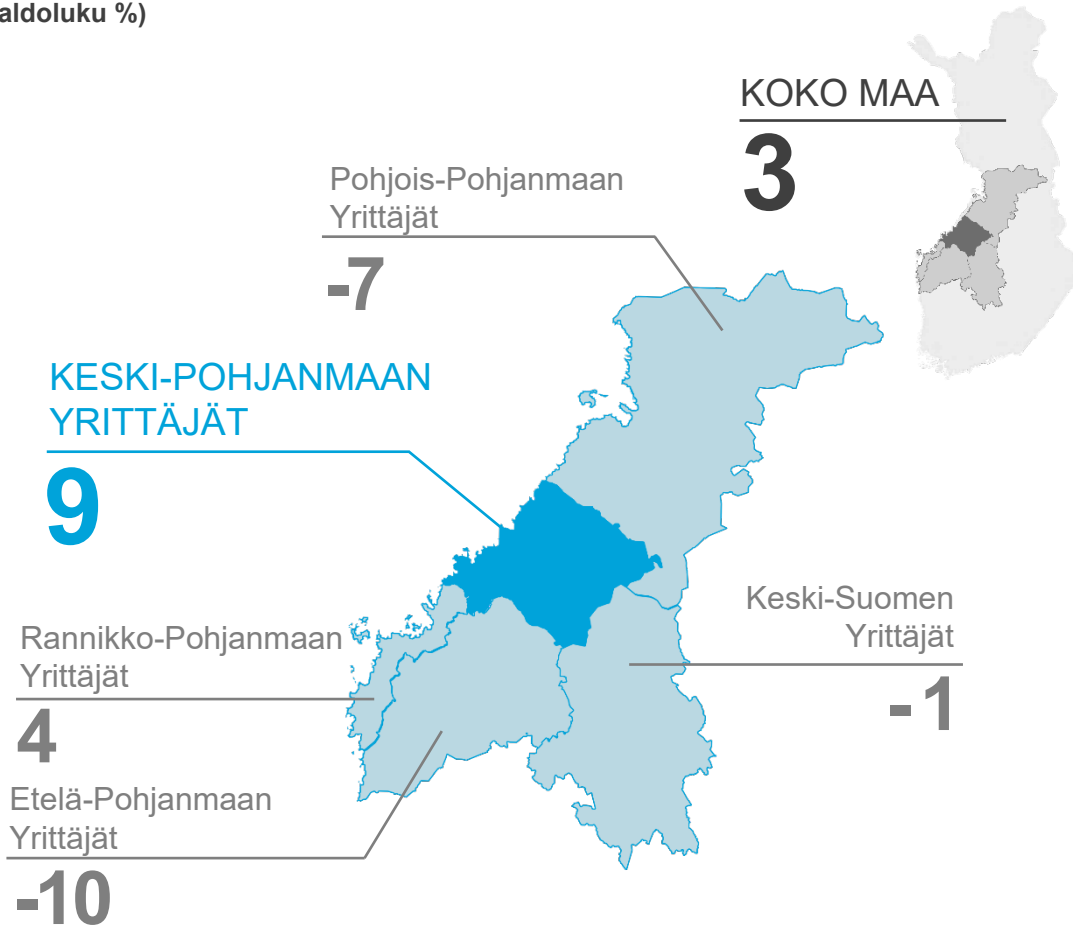 aldoluku %)
KOKO MAA
3
Pohjois-Pohjanmaan
Yrittäjät
-7
KESKI-POHJANMAAN
YRITTÄJÄT
9
Keski-Suomen
Yrittäjät
-1
Rannikko-Pohjanmaan
Yrittäjät
4
Etelä-Pohjanmaan
Yrittäjät
-10